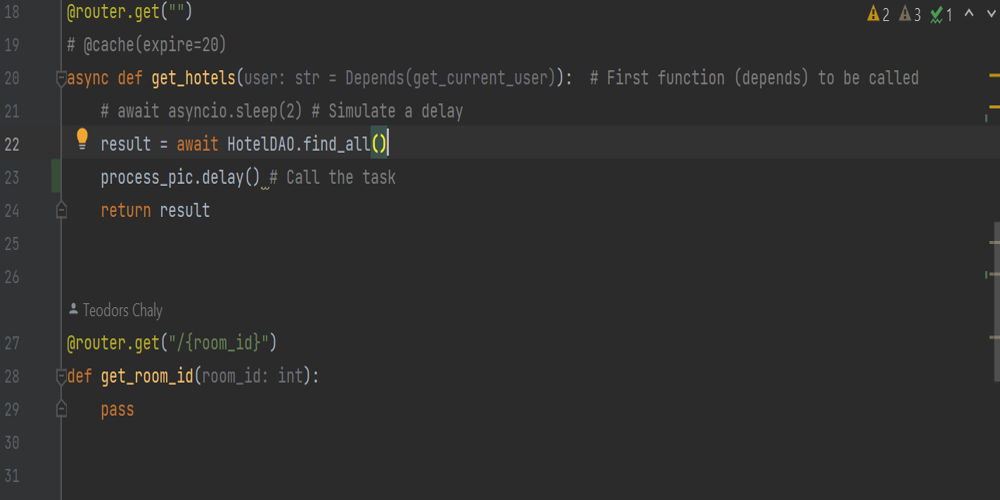 18 @router.get("")
2 3 1
19 # @cache(expire=20)
20 async def get_hotels(user: str = Depends(get_current_user)):  # First function (depends) to be called
21 # await asyncio.sleep(2) # Simulate a delay
22 result = await HotelDAO.find_all()
23 process_pic.delay() # Call the task
24 return result
25
26
Teodors Chaly
27 @router.get("/{room_id}")
28 def get_room_id(room_id: int):
29 pass
30
31